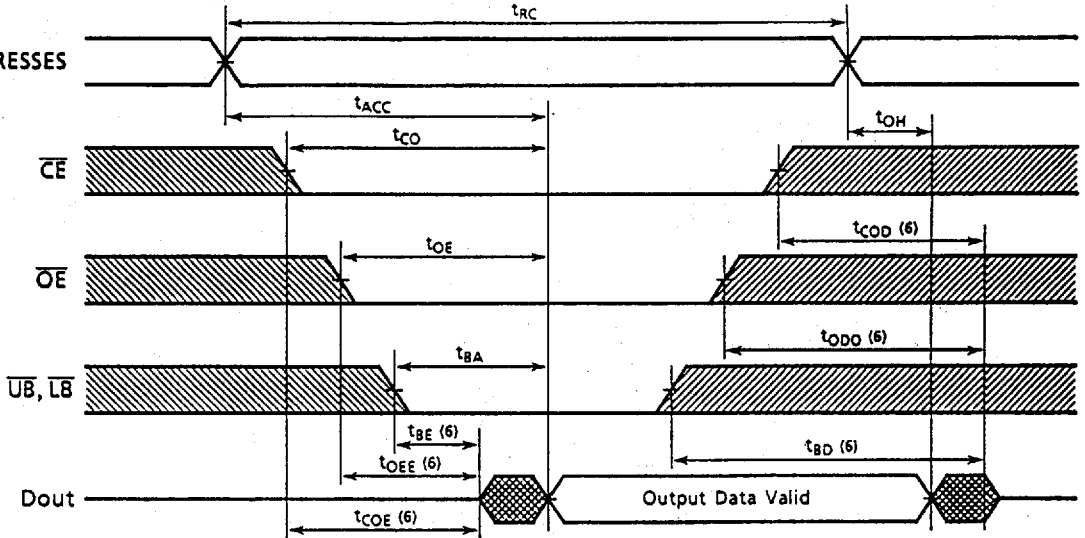 tRC
RESSES
tACC
tOH
tCO
CE
tCOD (6)
tOE
OE
tODO (6)
tBA
UB, LB
tBE (6)
tBD (6)
tOEE (6)
Dout
Output Data Valid
tCOE (6)